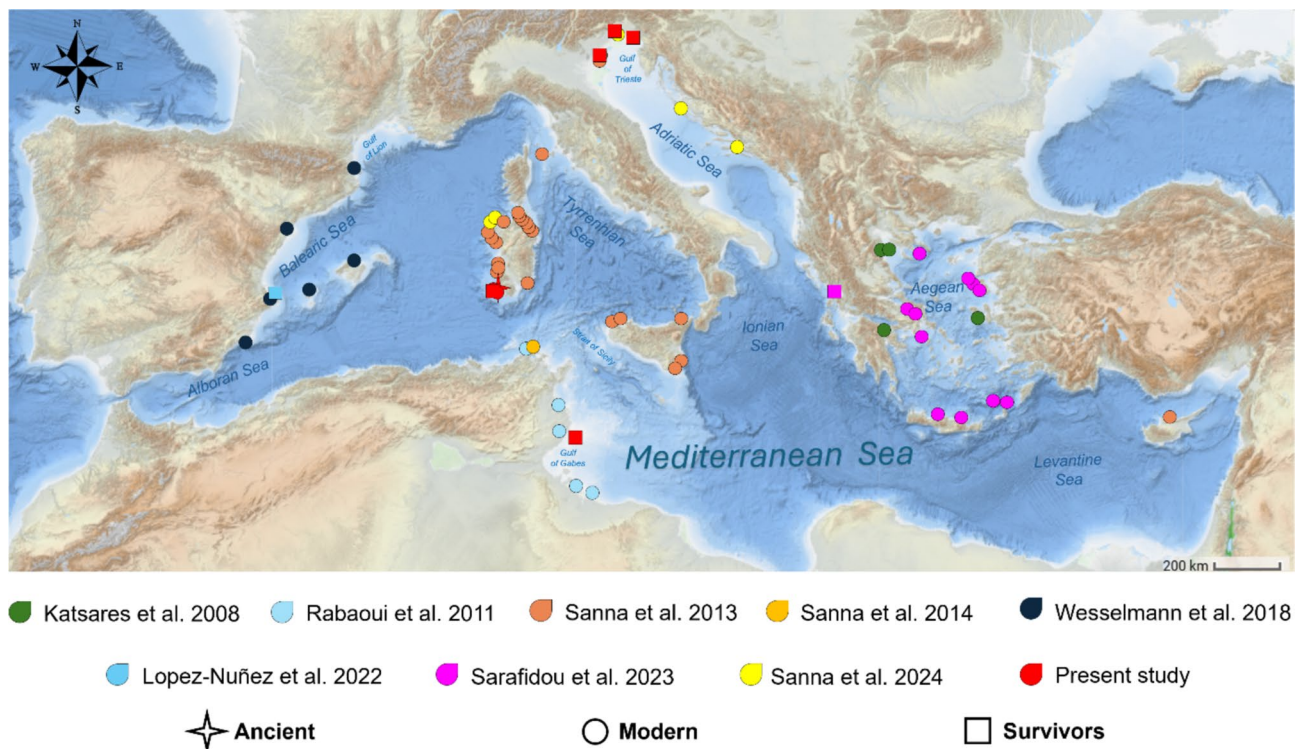 N
W
E
S
Gulf
of
Trieste
Gulf
of Lion
Adriatic Sea
Balearic Sea
Tyrrenhian
Sea
Aegean
Sea
Ionian
Sea
Strait of Sicily
Alboran Sea
Mediterranean Sea
Gulf
of Gabes
Levantine
Sea
200 km
Katsares et al. 2008
Rabaoui et al. 2011
Sanna et al. 2013
Sanna et al. 2014
Wesselmann et al. 2018
Lopez-Nuñez et al. 2022
Sarafidou et al. 2023
Sanna et al. 2024
Present study
Ancient
Modern
Survivors